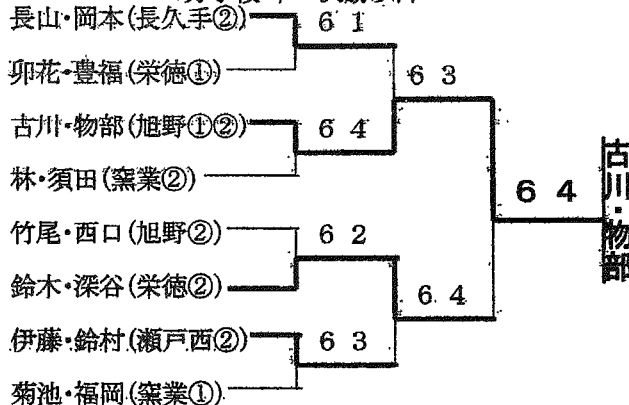 長山・岡本(長久手②)
6 1
卯花・豊福(栄徳①)
6 3
古川・物部(旭野①②)
6 4
林・須田(窯業②)
6 4
古川・物部
竹尾・西口(旭野②)
6 2
鈴木・深谷(栄徳②)
6 4
伊藤・鈴村(瀬戸西②)
6 3
菊池・福岡(窯業①)